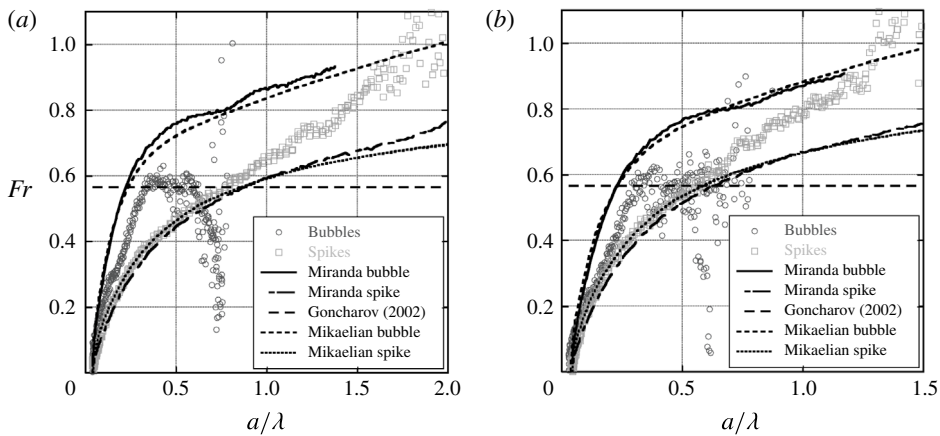 (a)
(b)
Fr
1.0
0.8
0.6
0.4
0.2
0
0.5
1.0
1.5
2.0
a/λ
Bubbles
Spikes
Miranda bubble
Miranda spike
Goncharov (2002)
Mikaelian bubble
Mikaelian spike
1.0
0.8
0.6
0.4
0.2
0
0.5
1.0
1.5
a/λ
Bubbles
Spikes
Miranda bubble
Miranda spike
Goncharov (2002)
Mikaelian bubble
Mikaelian spike